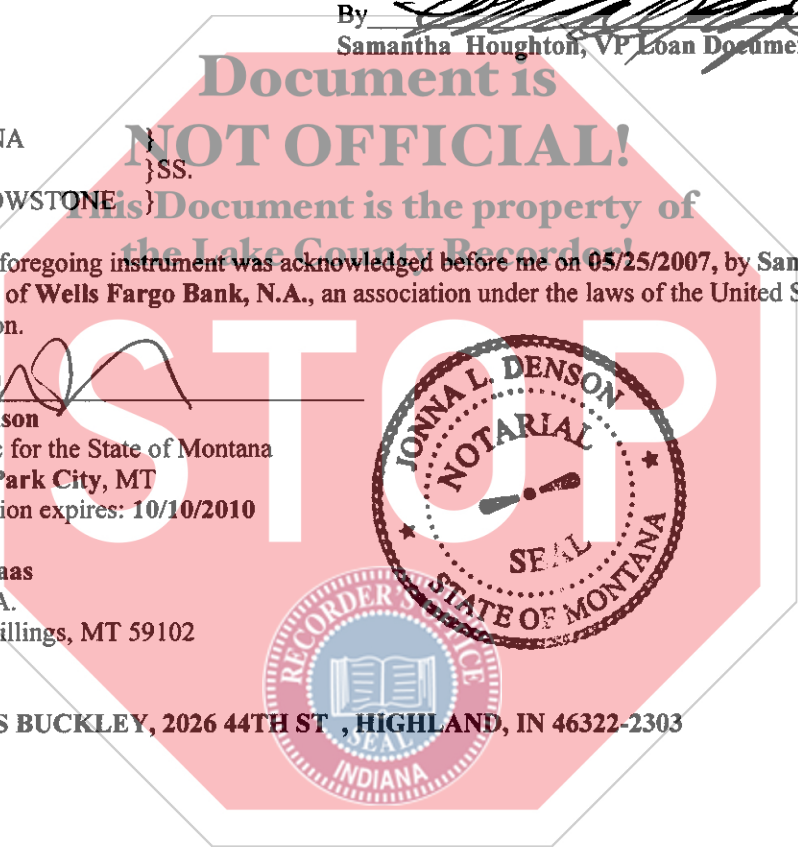 By
Samantha Houghton, VP Loan Docume
Document is
NOT OFFICIAL!
NA }
}SS.
OWSTONE }
This Document is the property of
the Lake County Recorder!
foregoing instrument was acknowledged before me on 05/25/2007, by San
of Wells Fargo Bank, N.A., an association under the laws of the United S
on.
STOP
JONNA L. DENSON
NOTARIAL
SEAL
STATE OF MONTANA
son
c for the State of Montana
Park City, MT
ion expires: 10/10/2010
aas
A.
illings, MT 59102
RECORDER'S OFFICE
SEAL
INDIANA
S BUCKLEY, 2026 44TH ST , HIGHLAND, IN 46322-2303